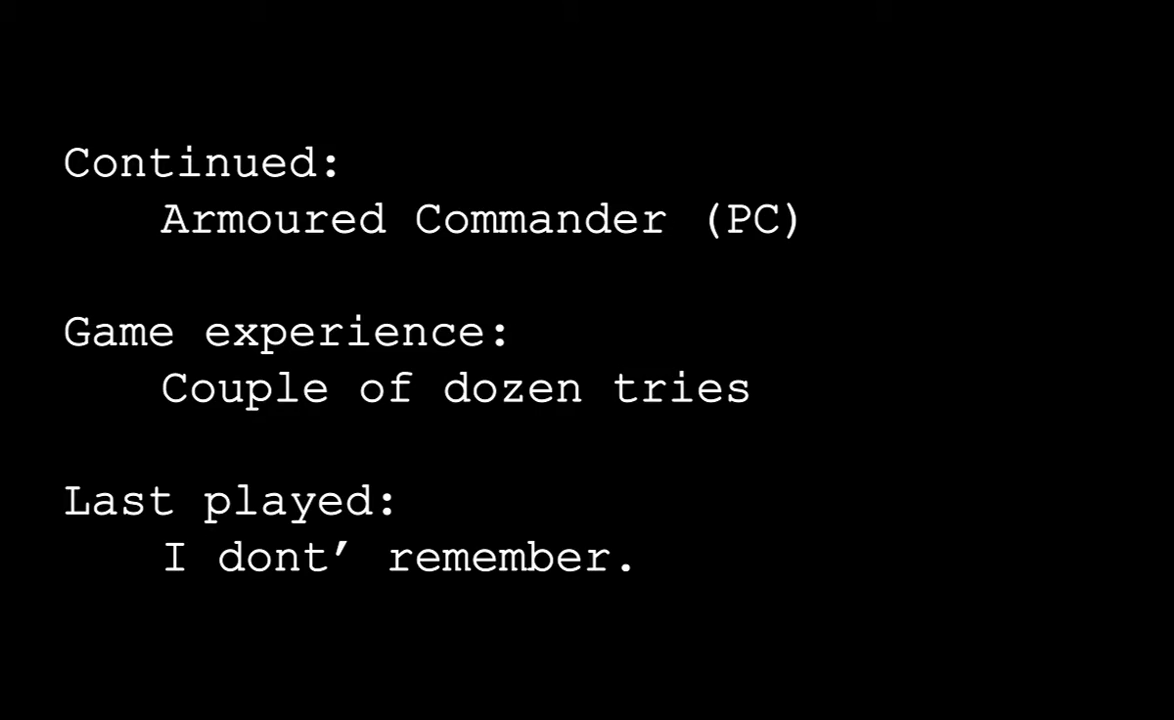 Continued:
Armoured Commander (PC)
Game experience:
Couple of dozen tries
Last played:
I dont’ remember.